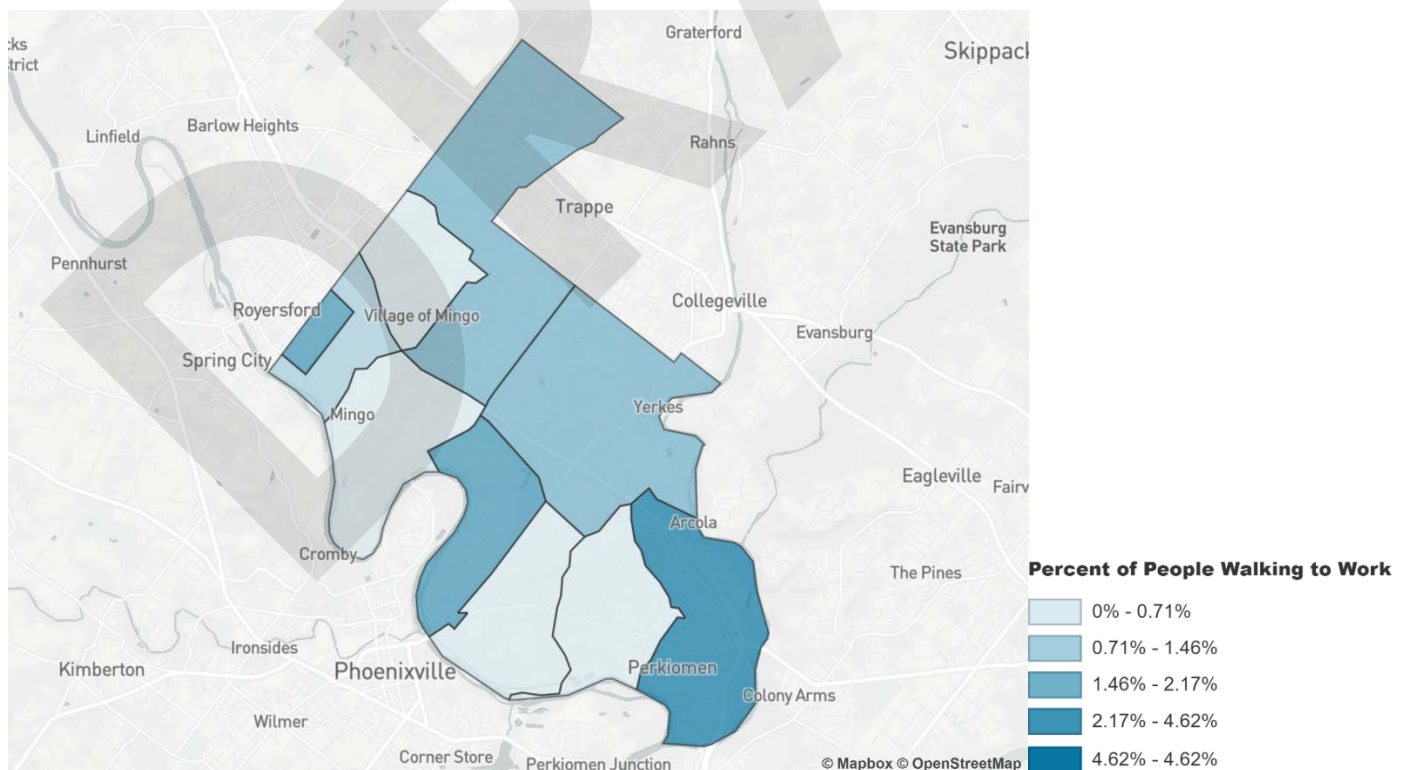 Graterford
Skippack
cks
trict
Barlow Heights
Linfield
Rahns
Trappe
Evansburg
State Park
Pennhurst
Collegeville
Royersford
Village of Mingo
Evansburg
Spring City
Yerkes
Mingo
Eagleville
Fairv
Arcola
Cromby
The Pines
Ironsides
Kimberton
Phoenixville
Perkiomen
Colony Arms
Wilmer
Corner Store
Perkiomen Junction
© Mapbox © OpenStreetMap
Percent of People Walking to Work
0% - 0.71%
0.71% - 1.46%
1.46% - 2.17%
2.17% - 4.62%
4.62% - 4.62%